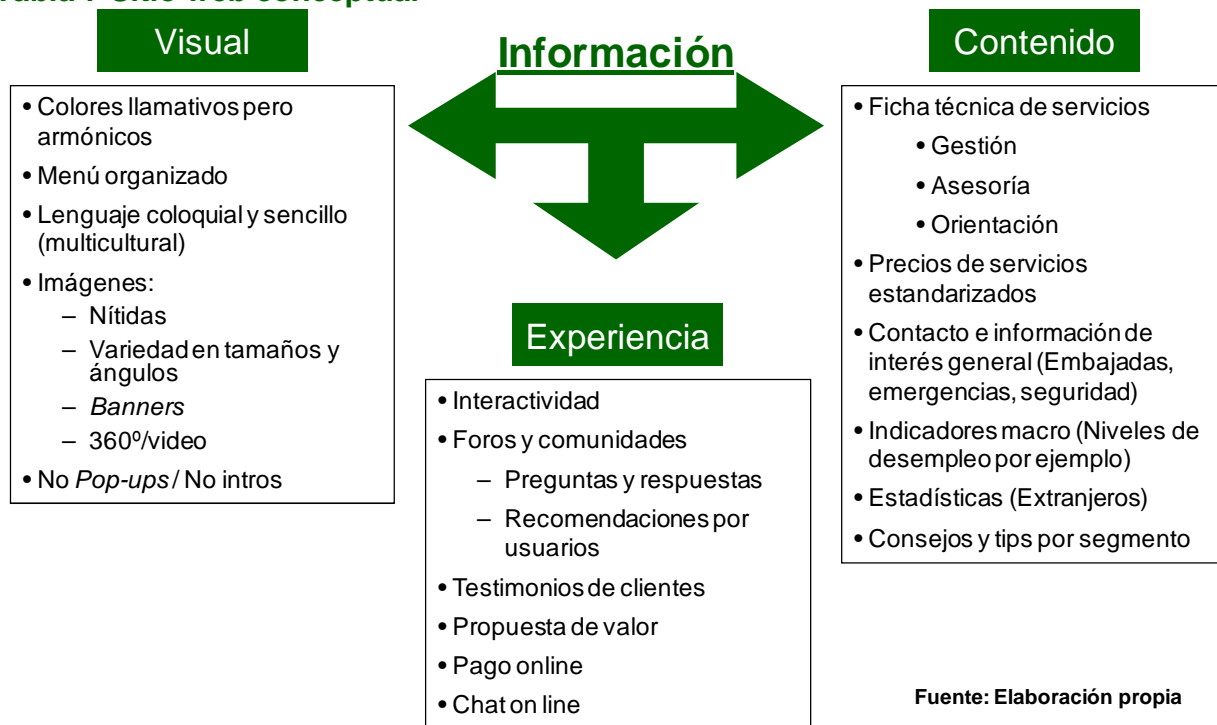 Visual
Información
Contenido
• Colores llamativos pero
armónicos
• Menú organizado
• Lenguaje coloquial y sencillo
(multicultural)
• Imágenes:
– Nítidas
– Variedad en tamaños y
ángulos
– Banners
– 360º/video
• No Pop-ups / No intros
Experiencia
• Interactividad
• Foros y comunidades
– Preguntas y respuestas
– Recomendaciones por
usuarios
• Testimonios de clientes
• Propuesta de valor
• Pago online
• Chat on line
• Ficha técnica de servicios
• Gestión
• Asesoría
• Orientación
• Precios de servicios
estandarizados
• Contacto e información de
interés general (Embajadas,
emergencias, seguridad)
• Indicadores macro (Niveles de
desempleo por ejemplo)
• Estadísticas (Extranjeros)
• Consejos y tips por segmento
Fuente: Elaboración propia